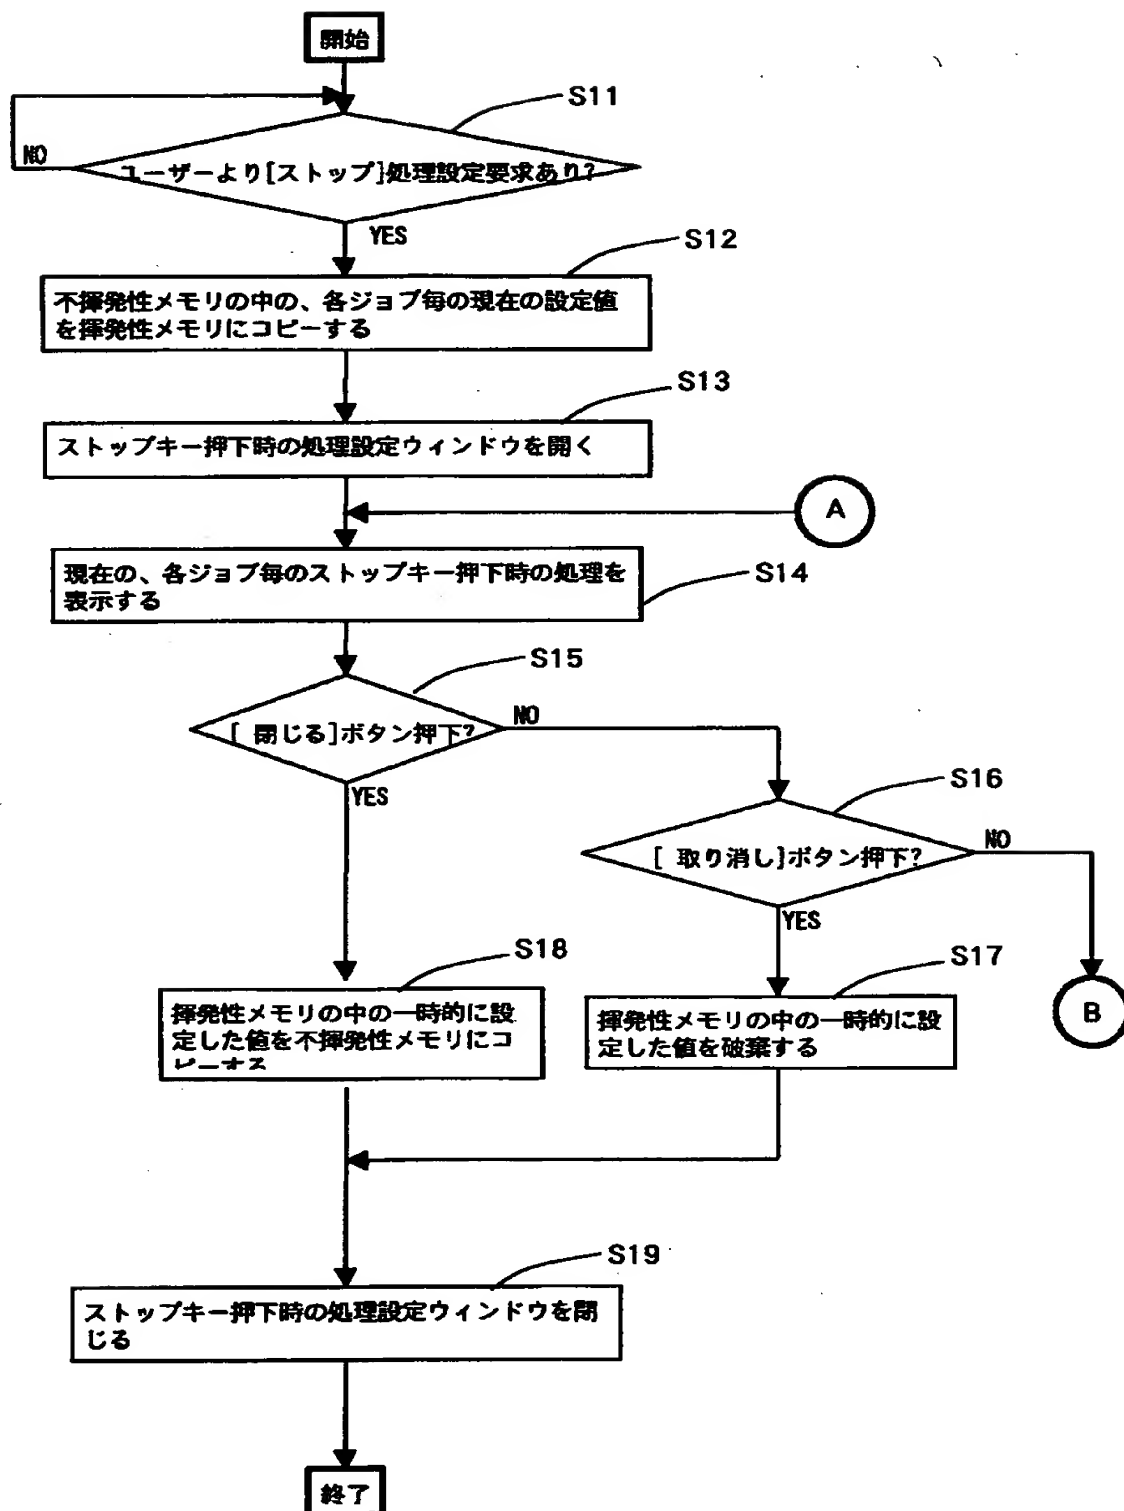 開始
S11
NO
ユーザーより[ストップ]処理設定要求あり?
YES
S12
不揮発性メモリの中の、各ジョブ毎の現在の設定値
を揮発性メモリにコピーする
S13
ストップキー押下時の処理設定ウィンドウを開く
A
現在の、各ジョブ毎のストップキー押下時の処理を
表示する
S14
S15
[ 閉じる]ボタン押下?
NO
YES
S16
[ 取り消し]ボタン押下?
NO
YES
S18
揮発性メモリの中の一時的に設
定した値を不揮発性メモリにコ
ピーする
S17
揮発性メモリの中の一時的に設
定した値を破棄する
B
S19
ストップキー押下時の処理設定ウィンドウを閉
じる
終了